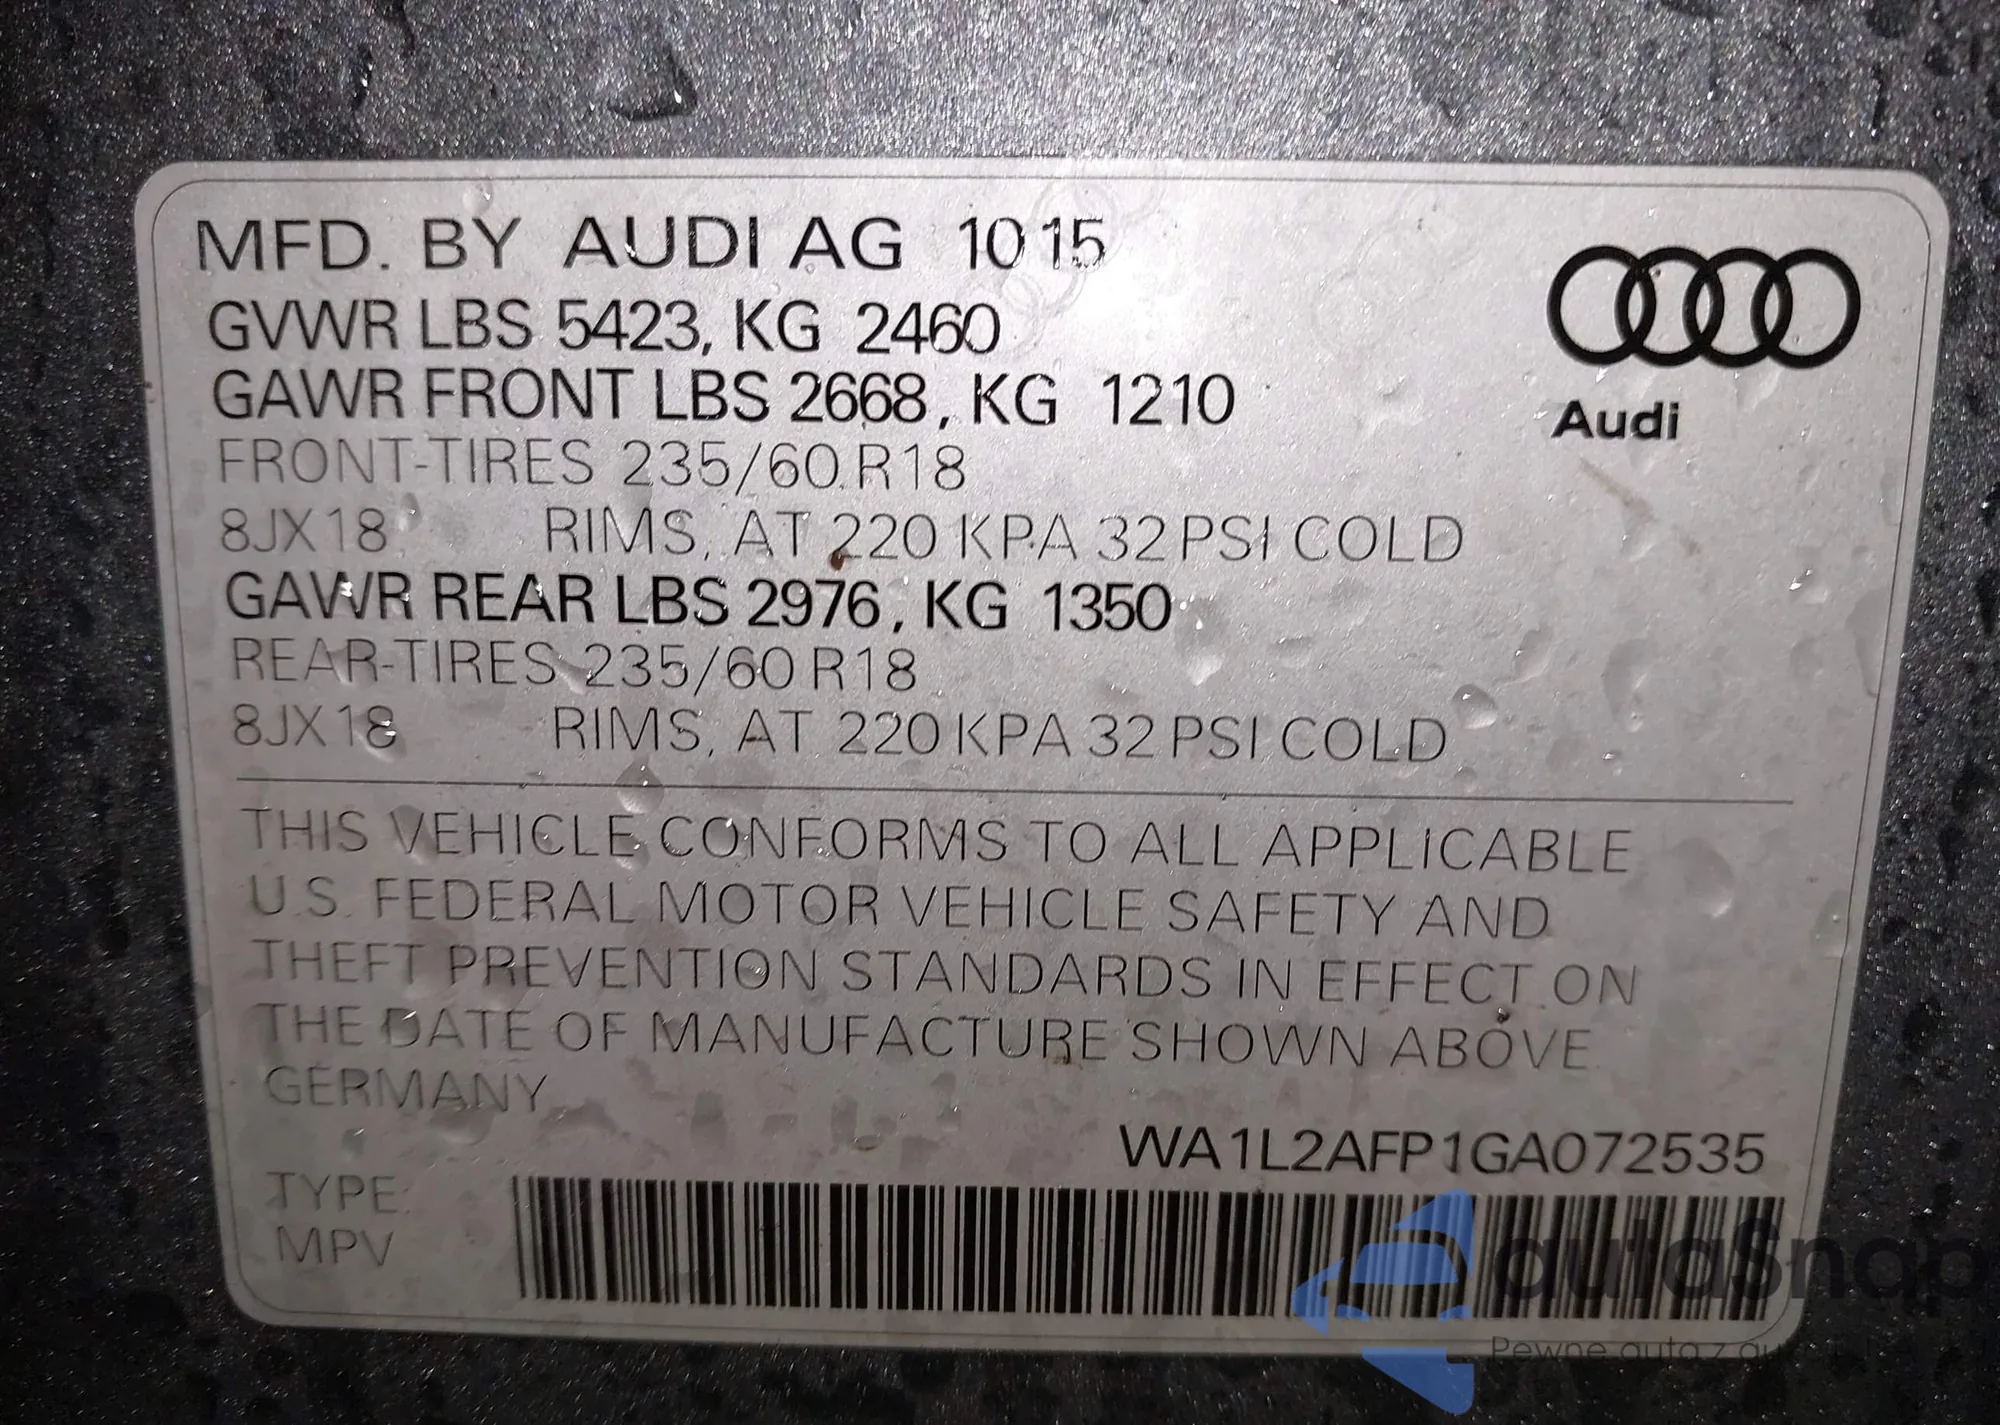 MFD. BY AUDI AG 10 15
GVWR LBS 5423, KG 2460
GAWR FRONT LBS 2668, KG 1210
FRONT-TIRES 235/60 R18
8JX18 RIMS, AT 220 KPA 32 PSI COLD
GAWR REAR LBS 2976, KG 1350
REAR-TIRES 235/60 R18
8JX18 RIMS, AT 220 KPA 32 PSI COLD
Audi
THIS VEHICLE CONFORMS TO ALL APPLICABLE
U.S. FEDERAL MOTOR VEHICLE SAFETY AND
THEFT PREVENTION STANDARDS IN EFFECT ON
THE DATE OF MANUFACTURE SHOWN ABOVE
GERMANY
WA1L2AFP1GA072535
TYPE:
MPV
autaSnap
Pewne auta z